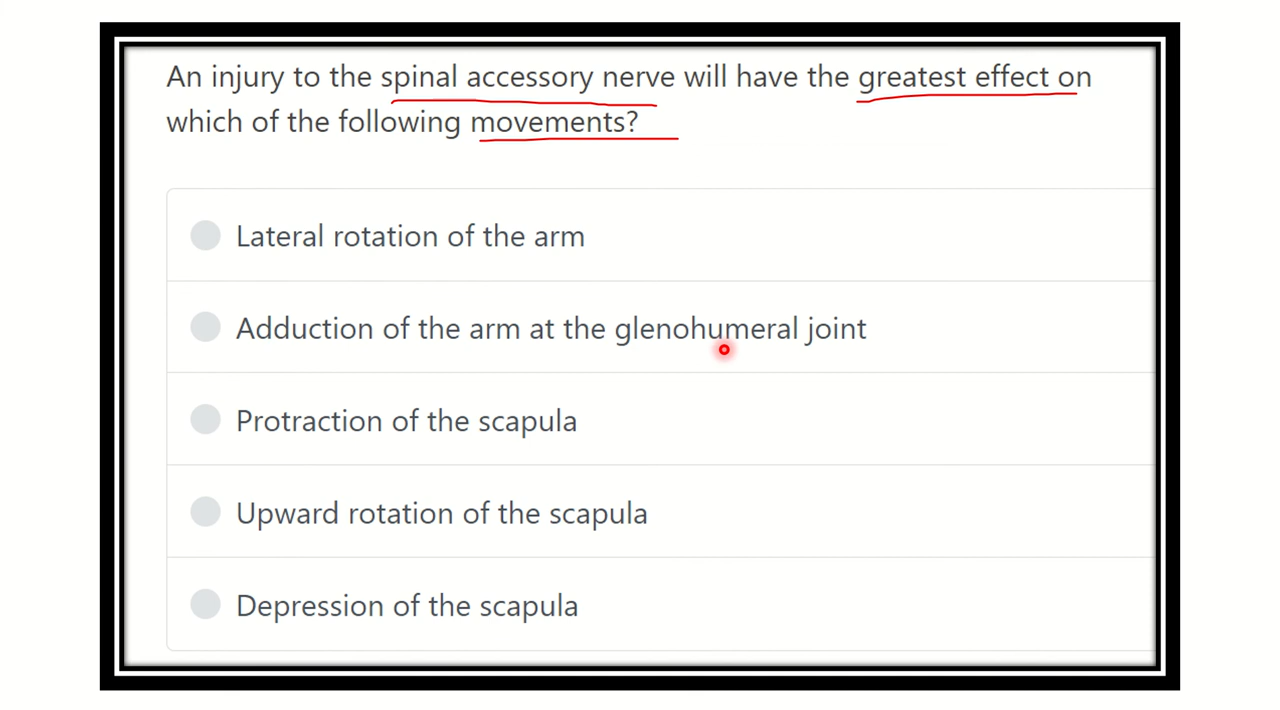 An injury to the spinal accessory nerve will have the greatest effect on
which of the following movements?
Lateral rotation of the arm
Adduction of the arm at the glenohumeral joint
Protraction of the scapula
Upward rotation of the scapula
Depression of the scapula